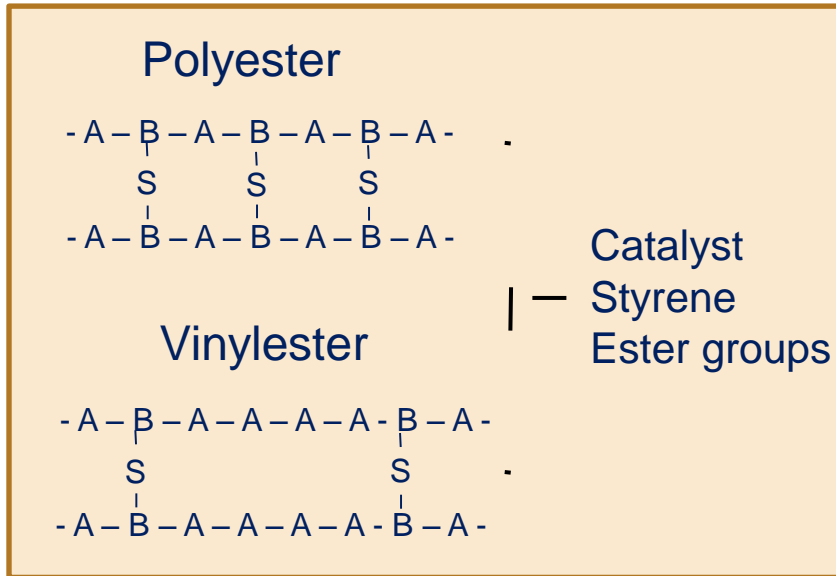 Polyester
- A – B – A – B – A – B – A -
S S S
- A – B – A – B – A – B – A -
Catalyst
Styrene
Ester groups
Vinylester
- A – B – A – A – A – A - B – A -
S S
- A – B – A – A – A – A - B – A -